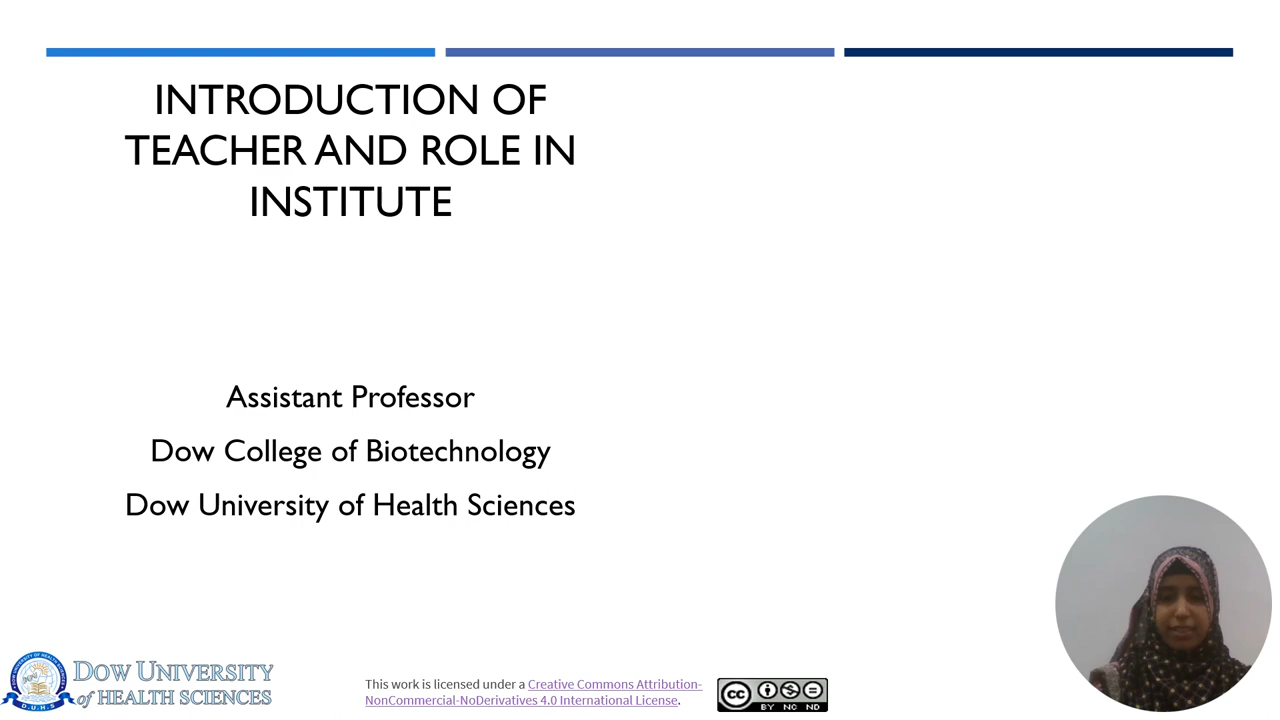 INTRODUCTION OF
TEACHER AND ROLE IN
INSTITUTE
Assistant Professor
Dow College of Biotechnology
Dow University of Health Sciences
DOW UNIVERSITY
of HEALTH SCIENCES
D.U.H.S
This work is licensed under a Creative Commons Attribution-
NonCommercial-NoDerivatives 4.0 International License.
cc
BY NC ND